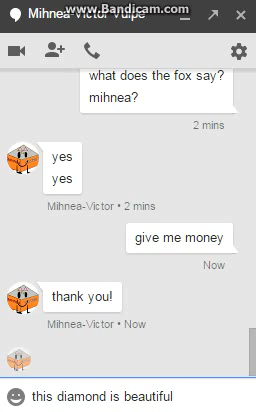 www.Bandicam.com
Mihnea-Victor Vulpe
what does the fox say?
mihnea?
2 mins
yes
yes
Mihnea-Victor • 2 mins
give me money
Now
thank you!
Mihnea-Victor • Now
this diamond is beautiful